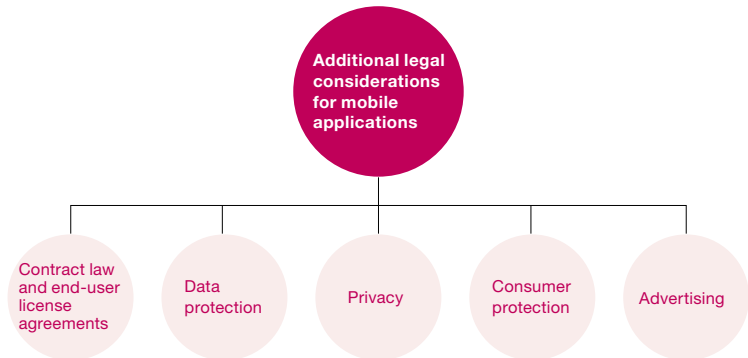 Additional legal
considerations
for mobile
applications
Contract law
and end-user
license
agreements
Data
protection
Privacy
Consumer
protection
Advertising